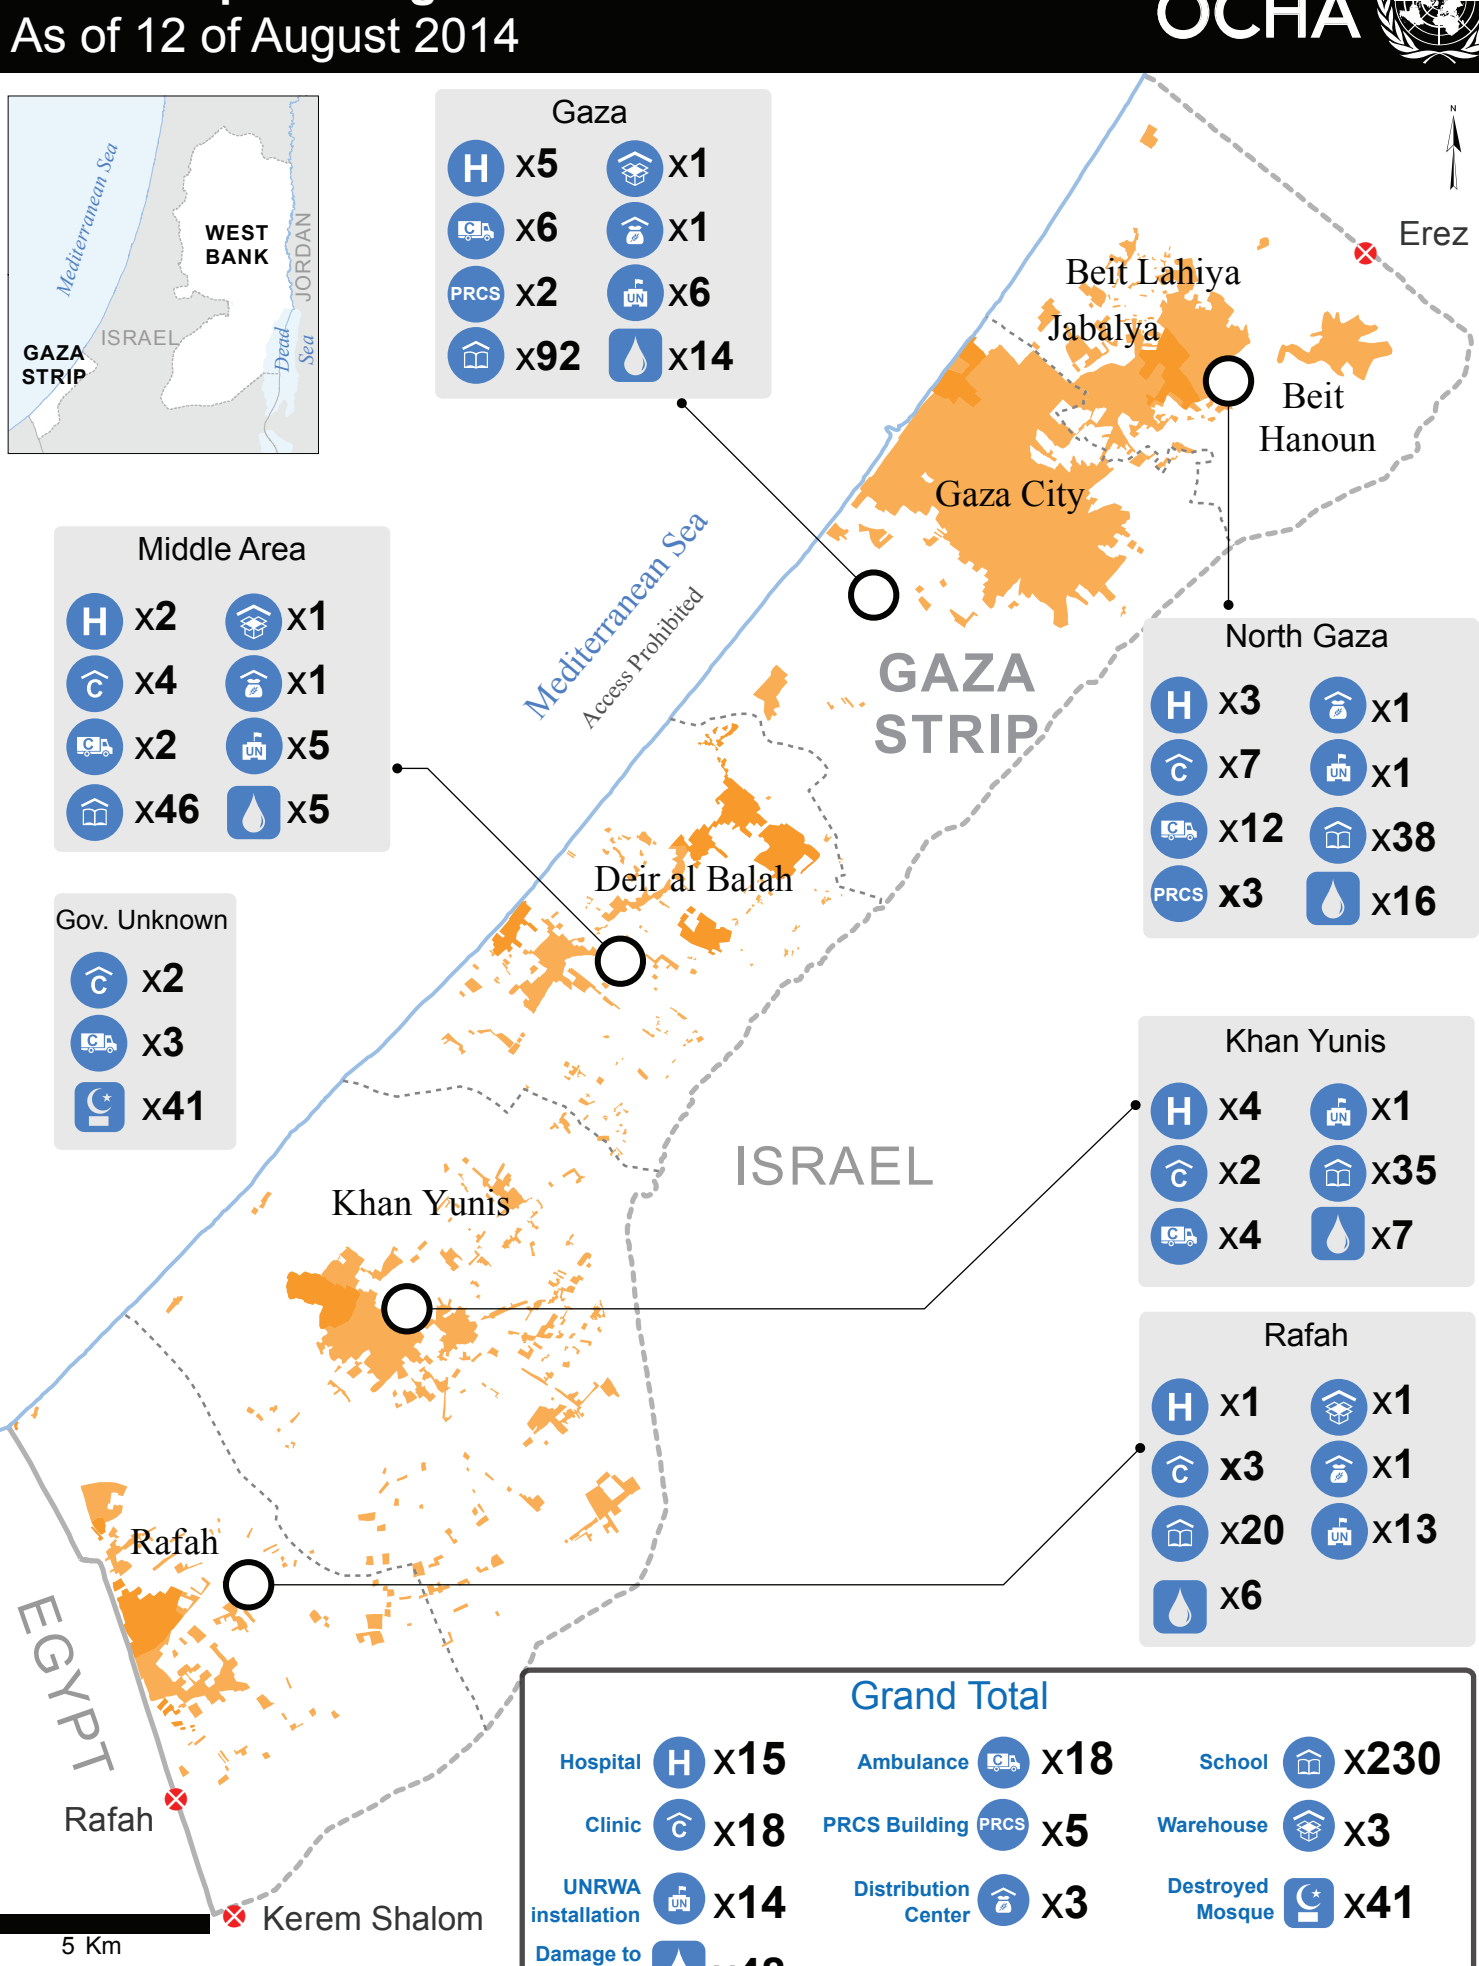 As of 12 of August 2014
OCHA
Mediterranean Sea
WEST
BANK
JORDAN
ISRAEL
GAZA
STRIP
Dead
Sea
Gaza
H x5
x1
C x6
x1
PRCS x2
UN x6
x92
x14
N
Erez
Beit Lahiya
Jabalya
Beit
Hanoun
Gaza City
Mediterranean Sea
Access Prohibited
GAZA
STRIP
Middle Area
H x2
x1
C x4
x1
C x2
UN x5
x46
x5
North Gaza
H x3
x1
C x7
UN x1
C x12
x38
PRCS x3
x16
Deir al Balah
Gov. Unknown
C x2
C x3
x41
ISRAEL
Khan Yunis
H x4
UN x1
C x2
x35
C x4
x7
Khan Yunis
Rafah
H x1
x1
C x3
x1
x20
UN x13
x6
Rafah
EGYPT
Rafah
Kerem Shalom
5 Km
Grand Total
Hospital H x15
Ambulance C x18
School x230
Clinic C x18
PRCS Building PRCS x5
Warehouse x3
UNRWA
installation UN x14
Distribution
Center x3
Destroyed
Mosque x41
Damage to